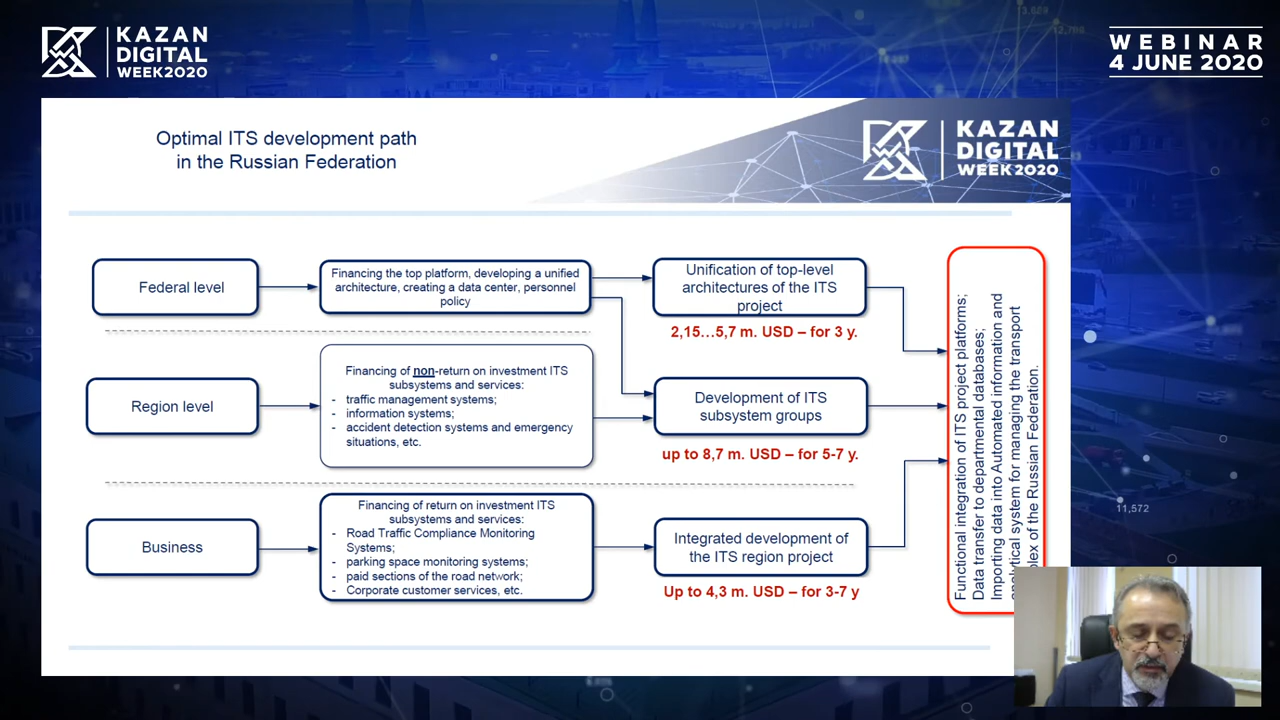 KAZAN
DIGITAL
WEEK2020
WEBINAR
4 JUNE 2020
Optimal ITS development path
in the Russian Federation
KAZAN
DIGITAL
WEEK2020
Federal level
Financing the top platform, developing a unified
architecture, creating a data center, personnel
policy
Unification of top-level
architectures of the ITS
project
2,15…5,7 m. USD – for 3 y.
Region level
Financing of non-return on investment ITS
subsystems and services:
- traffic management systems;
- information systems;
- accident detection systems and emergency
situations, etc.
Development of ITS
subsystem groups
up to 8,7 m. USD – for 5-7 y.
Business
Financing of return on investment ITS
subsystems and services:
- Road Traffic Compliance Monitoring
Systems;
- parking space monitoring systems;
- paid sections of the road network;
- Corporate customer services, etc.
Integrated development of
the ITS region project
Up to 4,3 m. USD – for 3-7 y
Functional integration of ITS project platforms;
Data transfer to departmental databases;
Importing data into Automated information and
system for managing the transport
of the Russian Federation.
11,572